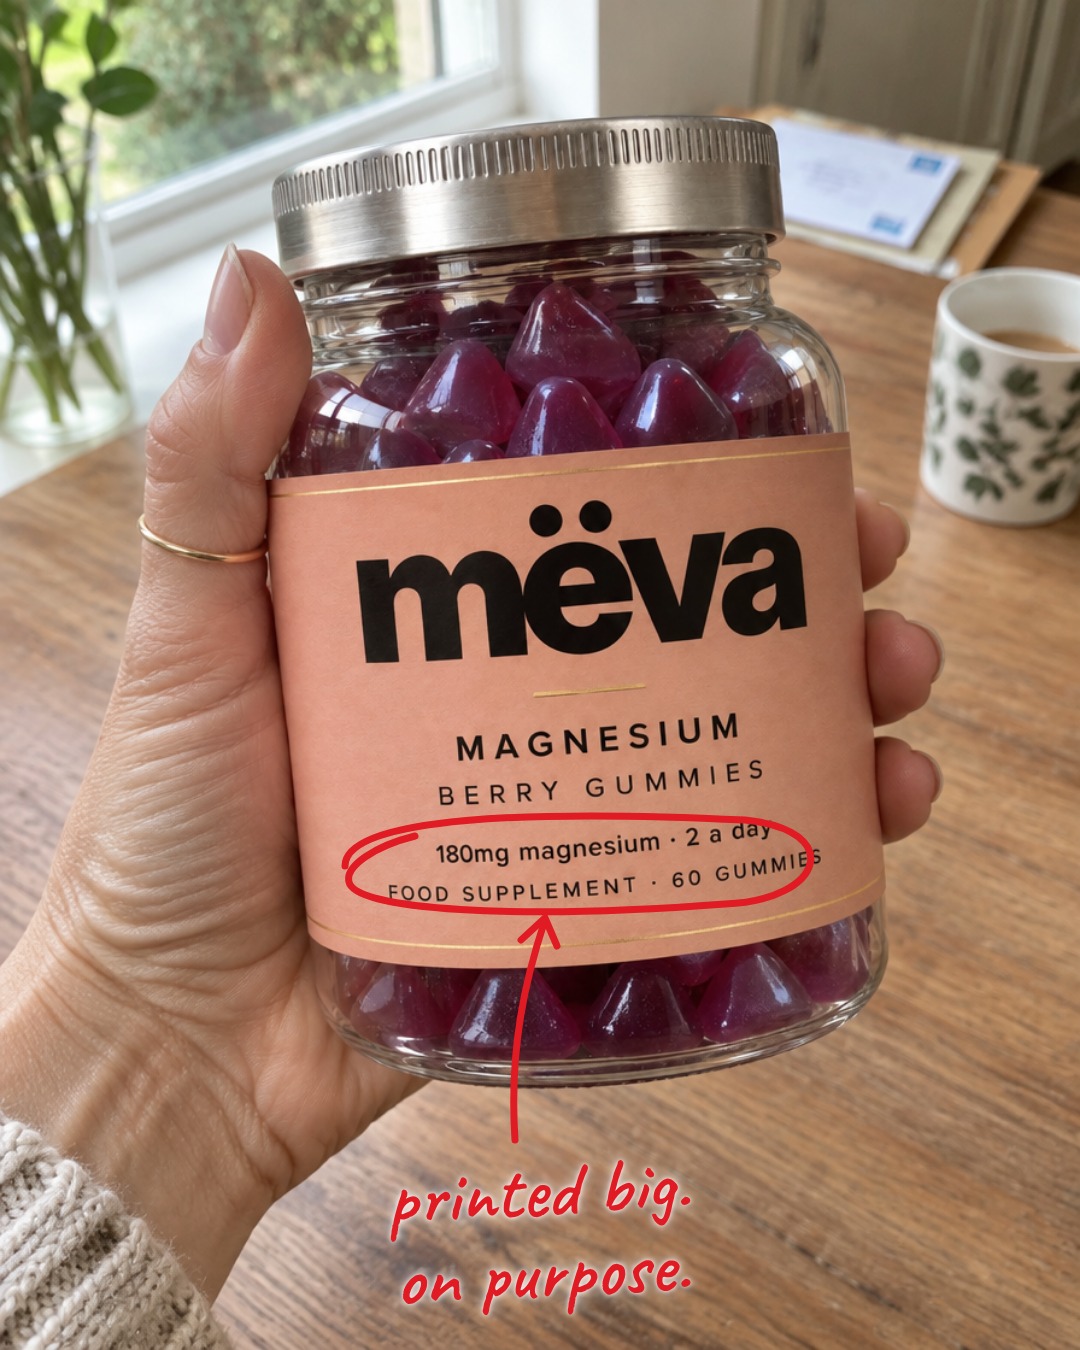 mëva
MAGNESIUM
BERRY GUMMIES
180mg magnesium · 2 a day
FOOD SUPPLEMENT · 60 GUMMIES
printed big.
on purpose.